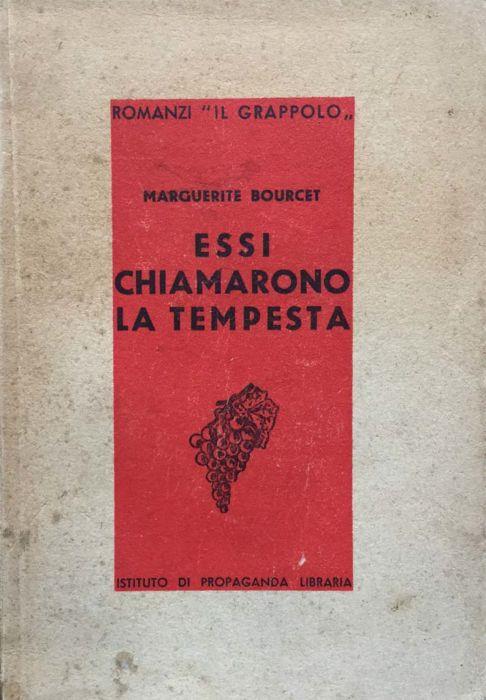 ROMANZI "IL GRAPPOLO„
MARGUERITE BOURCET
ESSI
CHIAMARONO
LA TEMPESTA
ISTITUTO DI PROPAGANDA LIBRARIA